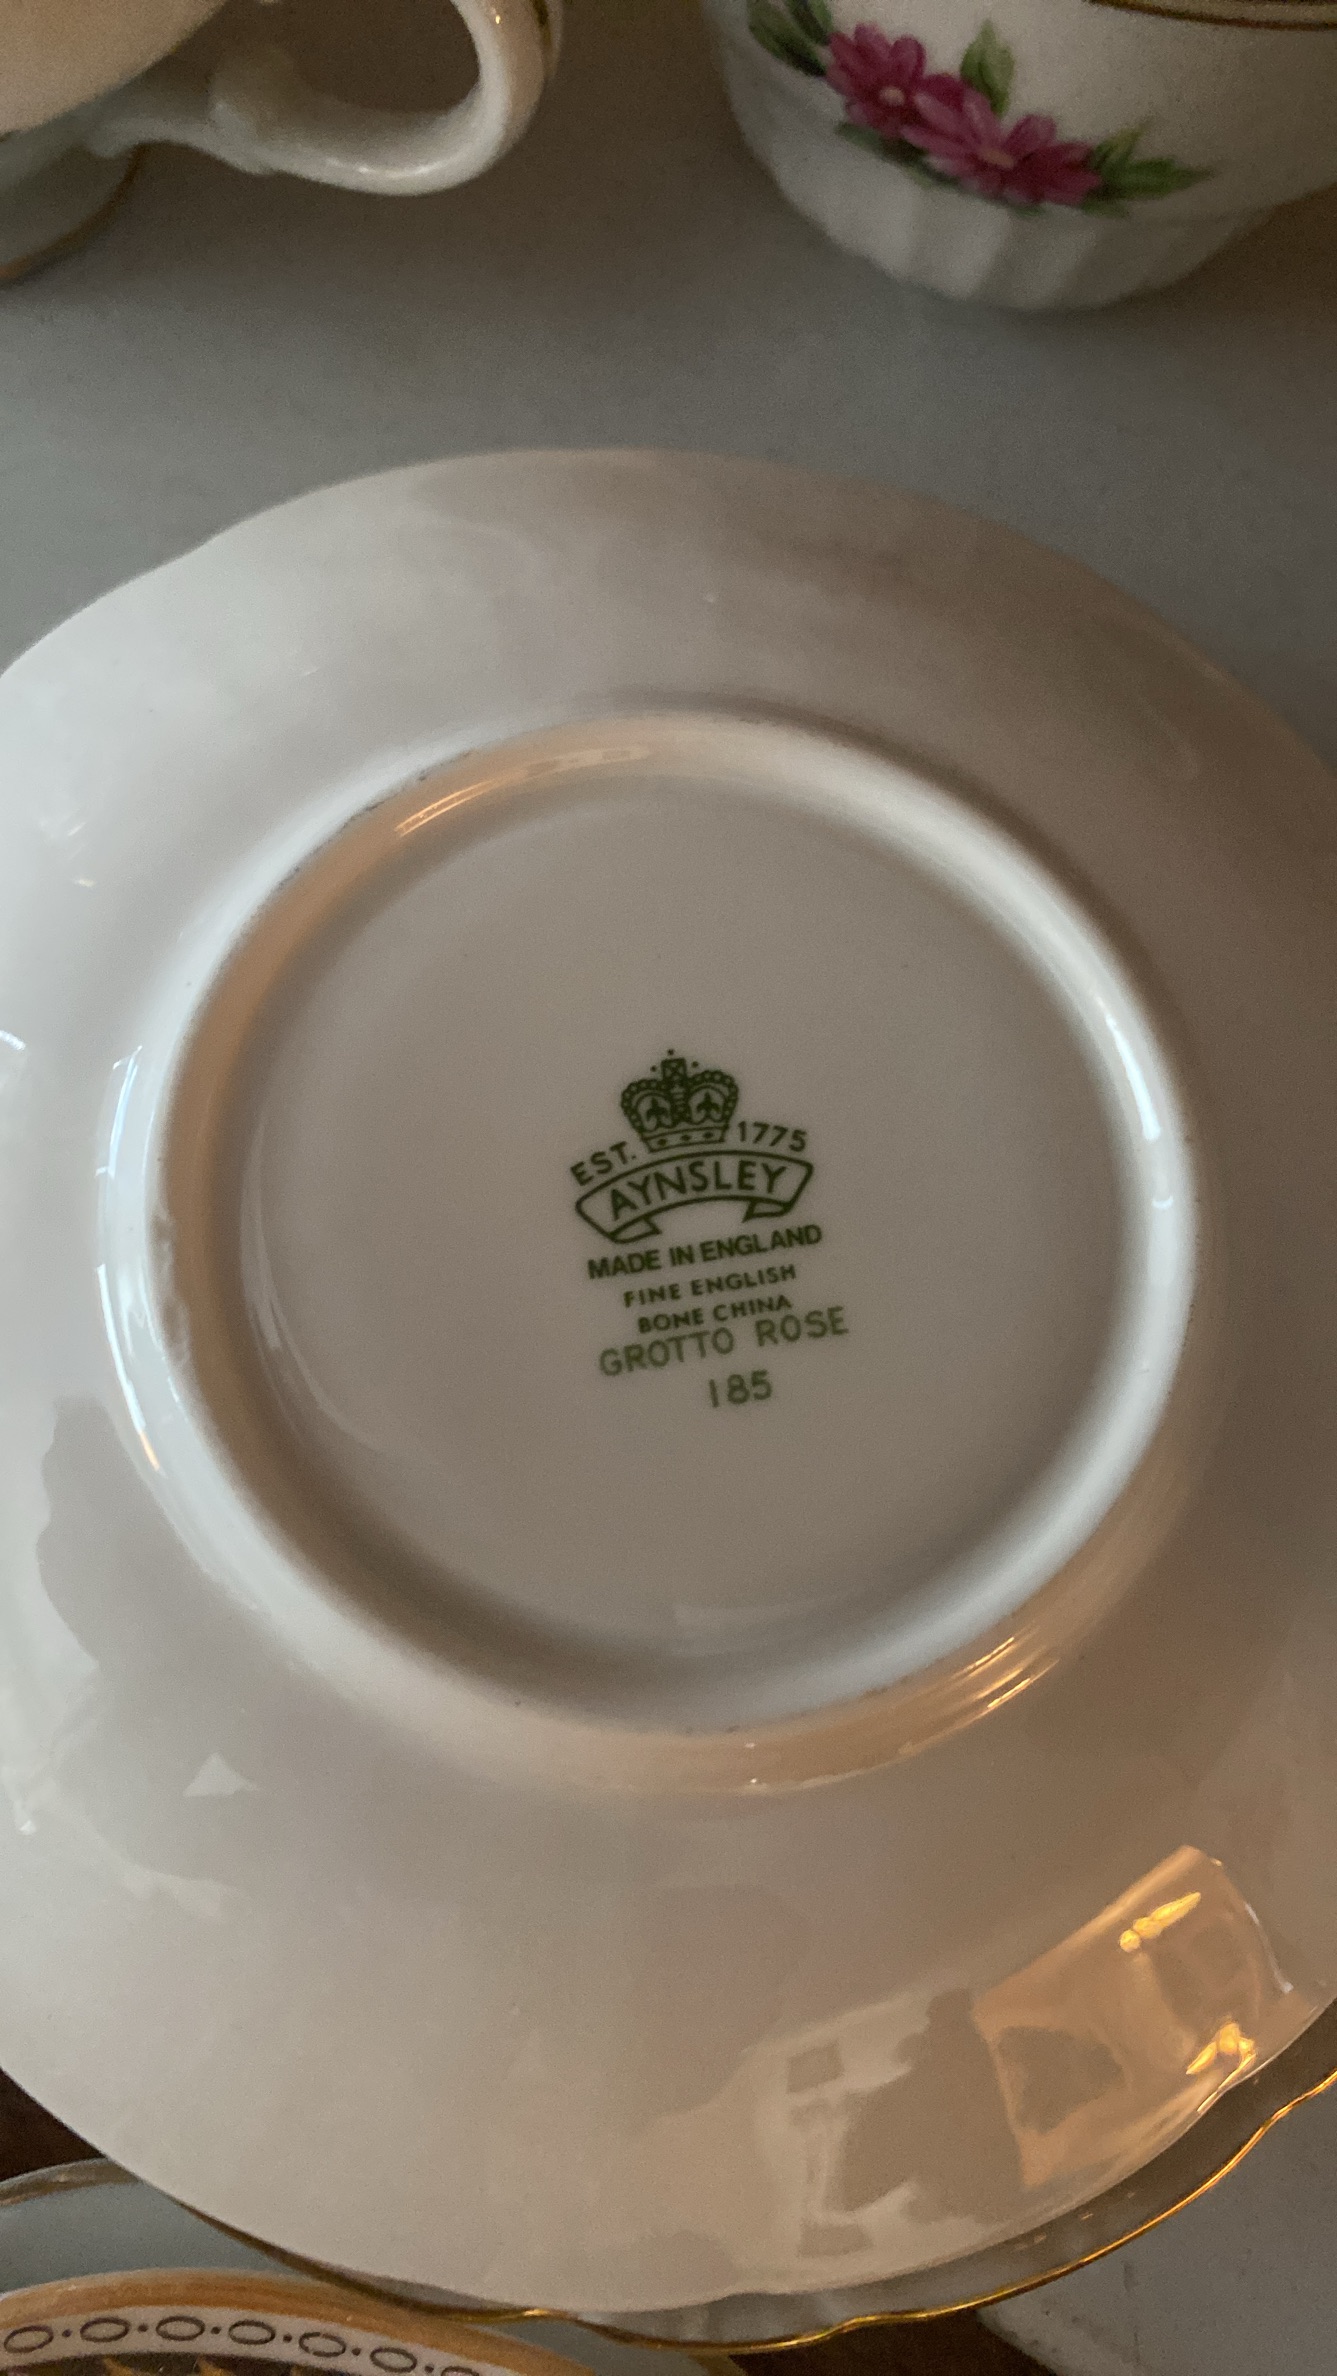 EST. 1775
AYNSLEY
MADE IN ENGLAND
FINE ENGLISH
BONE CHINA
GROTTO ROSE
185